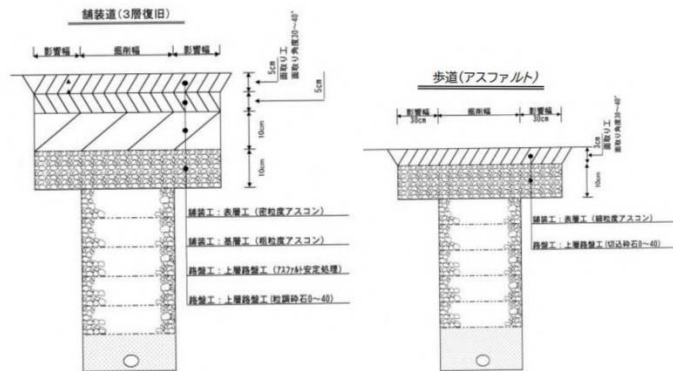 舗装道(3層復旧)
影響幅
掘削幅
影響幅
5cm
面取り工
面取り角度30～40°
5cm
10cm
10cm
舗装工：表層工（密粒度アスコン）
舗装工：基層工（粗粒度アスコン）
路盤工：上層路盤工（アスファルト安定処理）
路盤工：上層路盤工(粒調砕石0～40)
歩道(アスファルト)
影響幅
30cm
掘削幅
影響幅
30cm
3cm
面取り工
面取り角度30～40°
10cm
舗装工：表層工（細粒度アスコン）
路盤工：上層路盤工(切込砕石0～40)